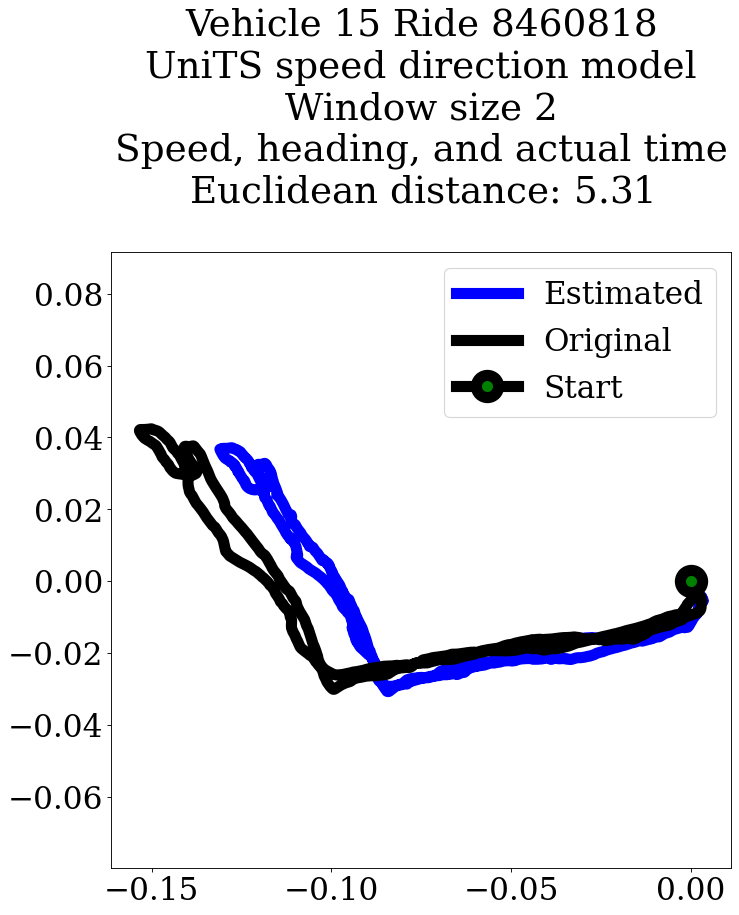 Vehicle 15 Ride 8460818
UniTS speed direction model
Window size 2
Speed, heading, and actual time
Euclidean distance: 5.31
Estimated
Original
Start
0.08
0.06
0.04
0.02
0.00
−0.02
−0.04
−0.06
−0.15
−0.10
−0.05
0.00